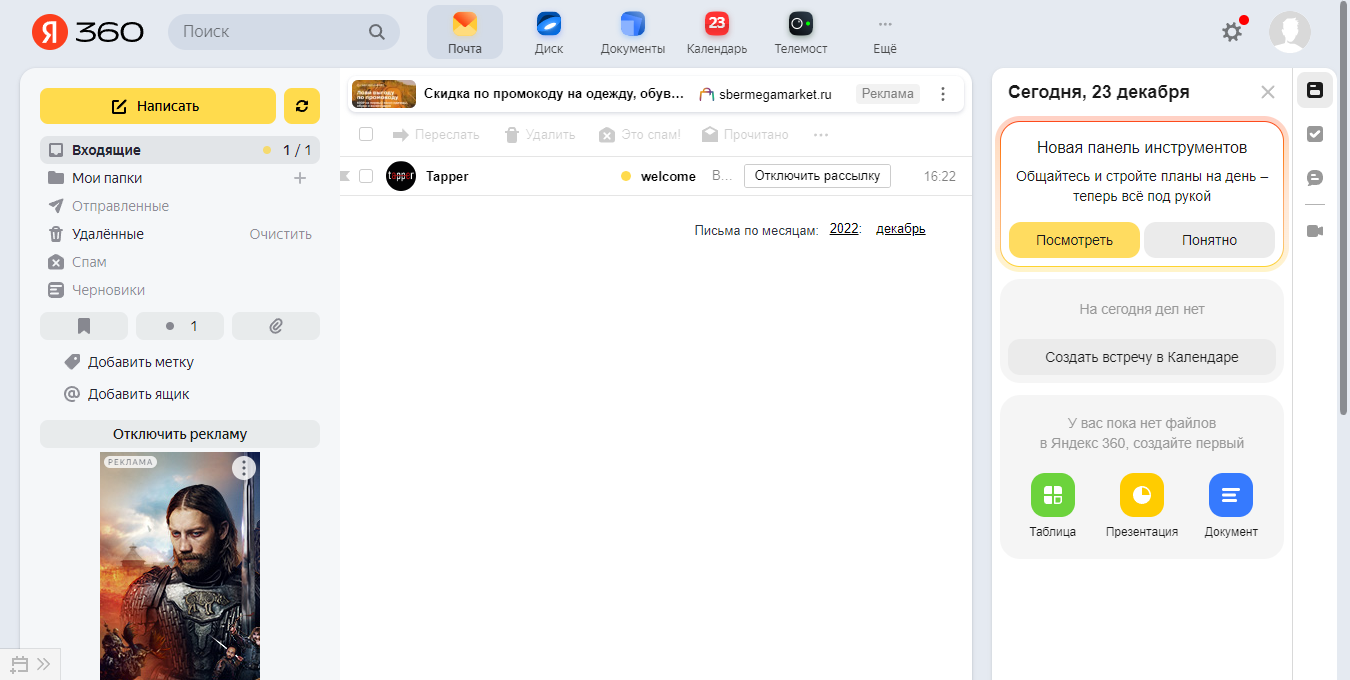 Я 360
Поиск
Почта
Диск
Документы
23
Календарь
Телемост
Ещё
Написать
Входящие 1 / 1
Мои папки
Отправленные
Удалённые Очистить
Спам
Черновики
1
Добавить метку
Добавить ящик
Отключить рекламу
РЕКЛАМА
Скидка по промокоду на одежду, обув... sbermegamarket.ru Реклама
Переслать Удалить Это спам! Прочитано
tapper Tapper welcome В... Отключить рассылку 16:22
Письма по месяцам: 2022: декабрь
Сегодня, 23 декабря
Новая панель инструментов
Общайтесь и стройте планы на день –
теперь всё под рукой
Посмотреть Понятно
На сегодня дел нет
Создать встречу в Календаре
У вас пока нет файлов
в Яндекс 360, создайте первый
Таблица Презентация Документ